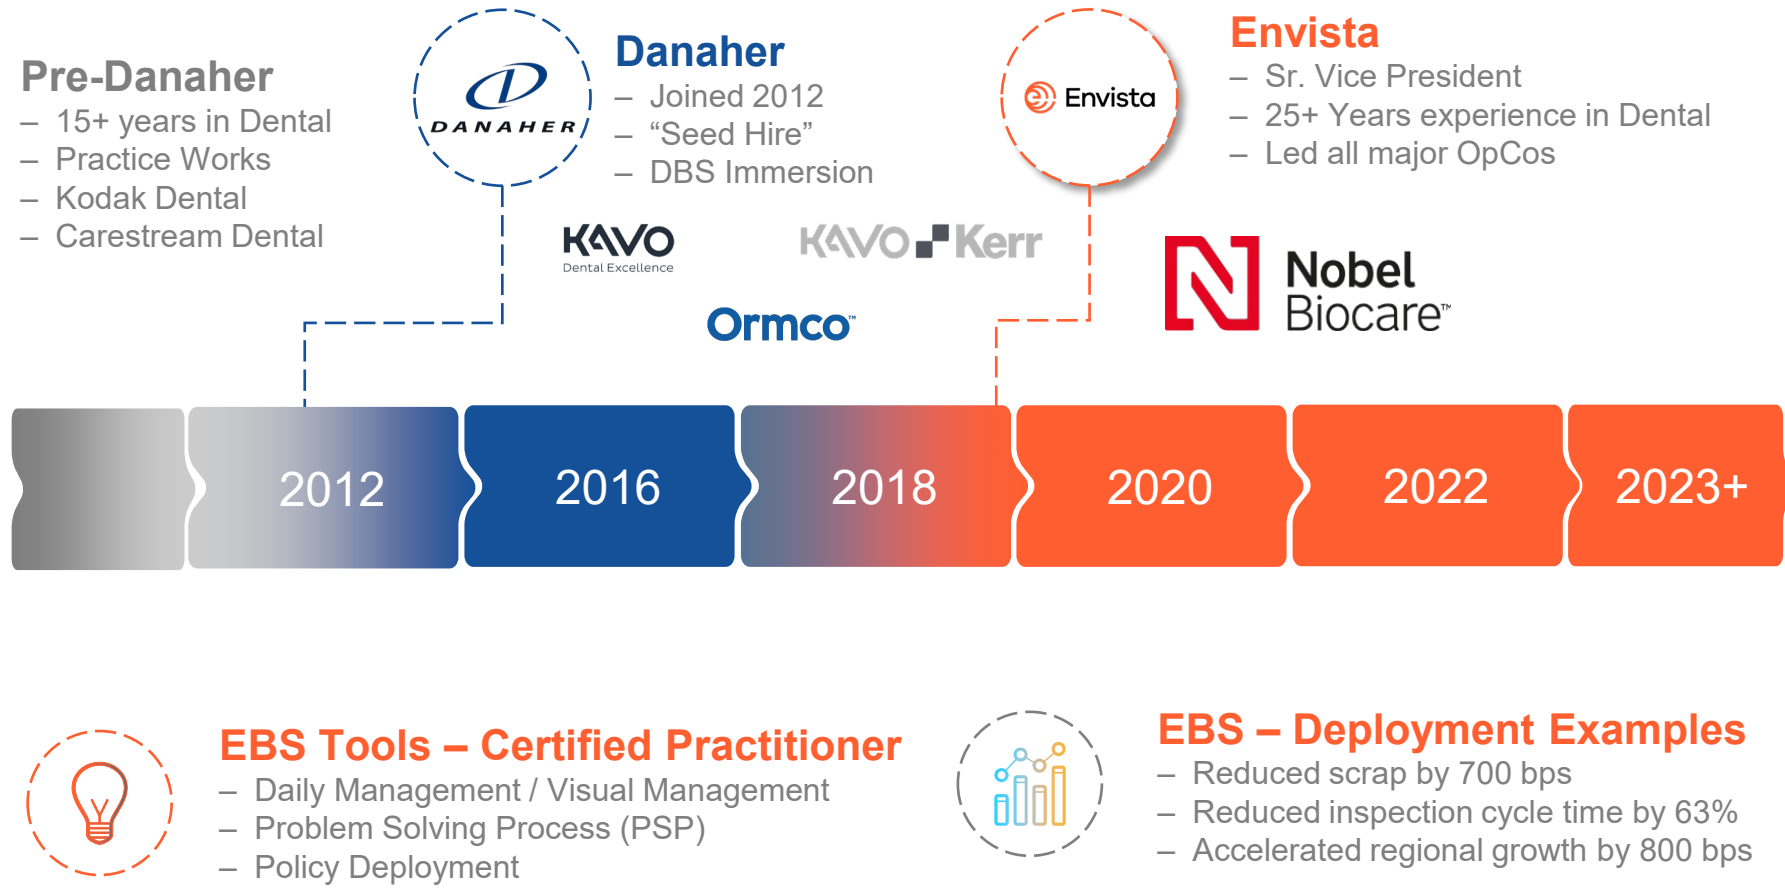 Pre-Danaher
– 15+ years in Dental
– Practice Works
– Kodak Dental
– Carestream Dental
DANAHER
Danaher
– Joined 2012
– “Seed Hire”
– DBS Immersion
Envista
Envista
– Sr. Vice President
– 25+ Years experience in Dental
– Led all major OpCos
KAVO
Dental Excellence
KAVO Kerr
Ormco™
Nobel
Biocare™
2012
2016
2018
2020
2022
2023+
EBS Tools – Certified Practitioner
– Daily Management / Visual Management
– Problem Solving Process (PSP)
– Policy Deployment
EBS – Deployment Examples
– Reduced scrap by 700 bps
– Reduced inspection cycle time by 63%
– Accelerated regional growth by 800 bps